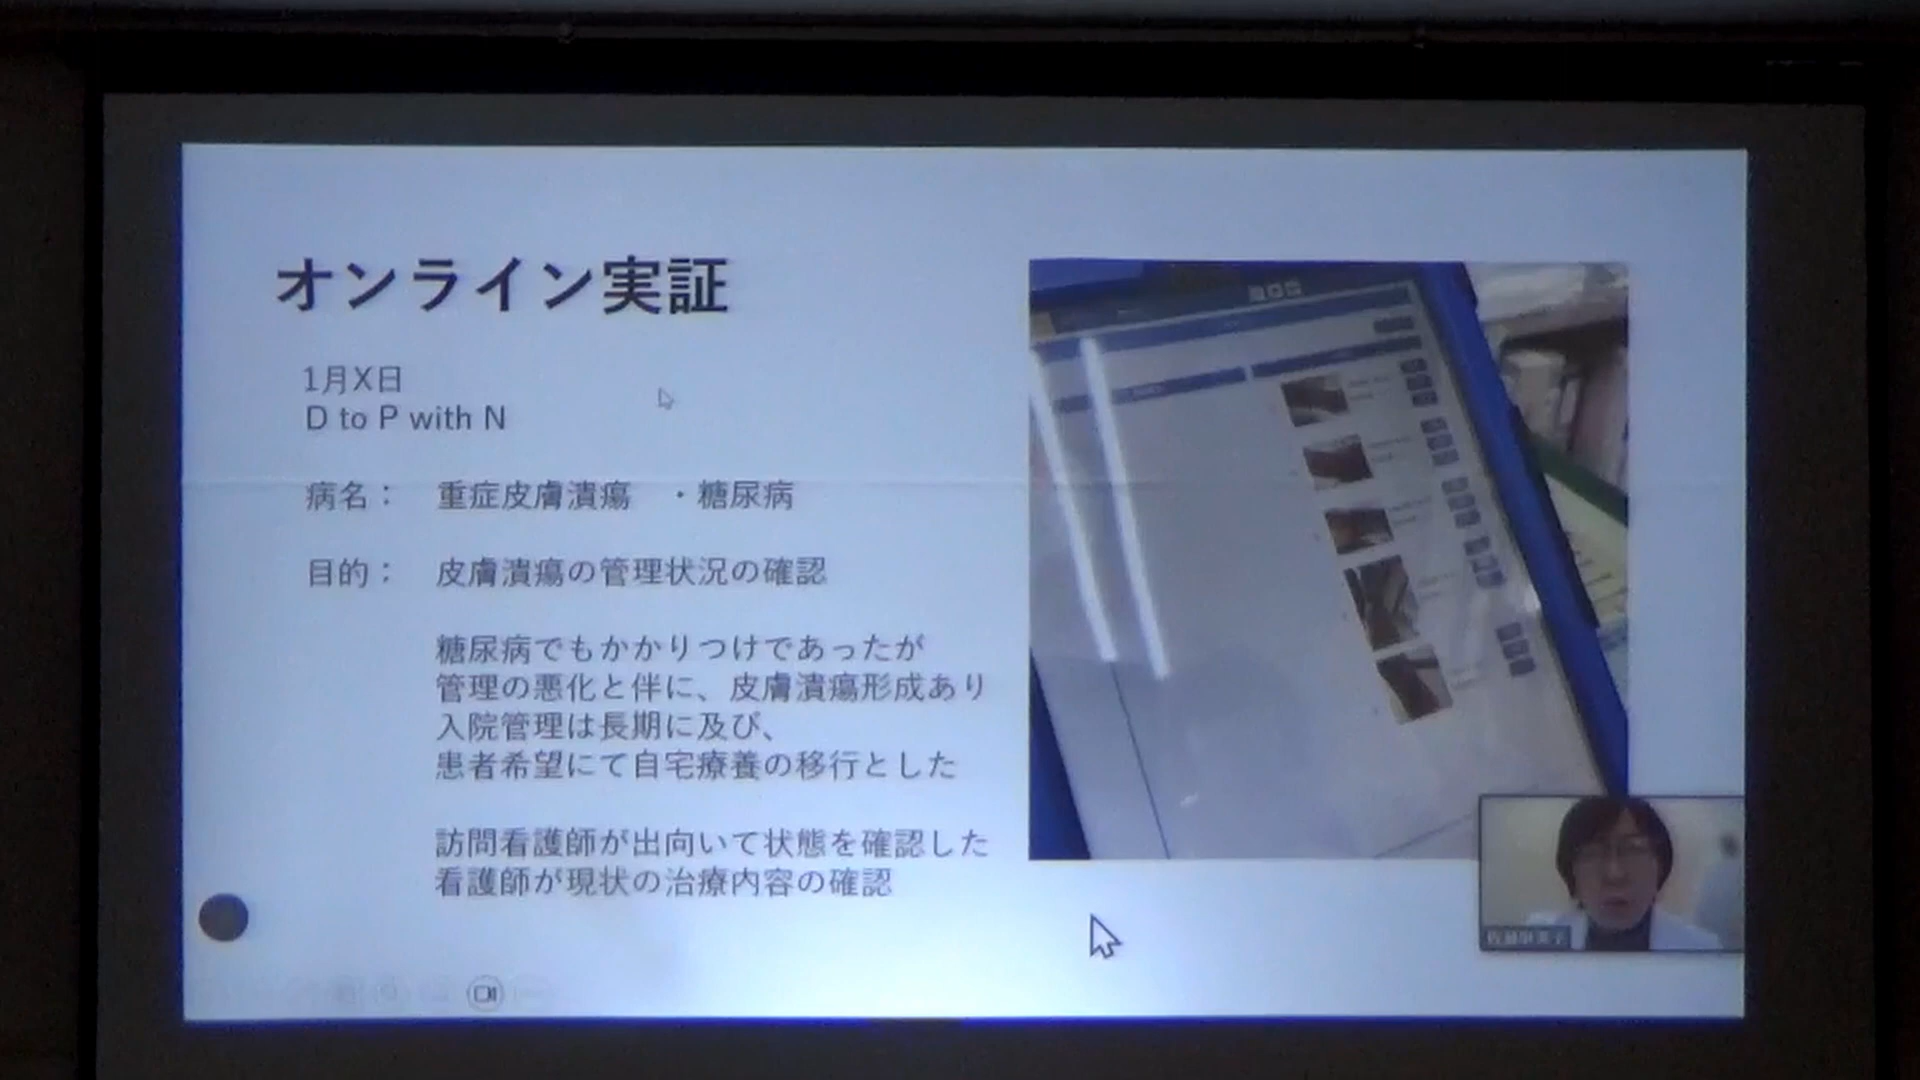 オンライン実証
1月X日
D to P with N
病名： 重症皮膚潰瘍 ・糖尿病
目的： 皮膚潰瘍の管理状況の確認
糖尿病でもかかりつけであったが
管理の悪化と伴に、皮膚潰瘍形成あり
入院管理は長期に及び、
患者希望にて自宅療養の移行とした
訪問看護師が出向いて状態を確認した
看護師が現状の治療内容の確認